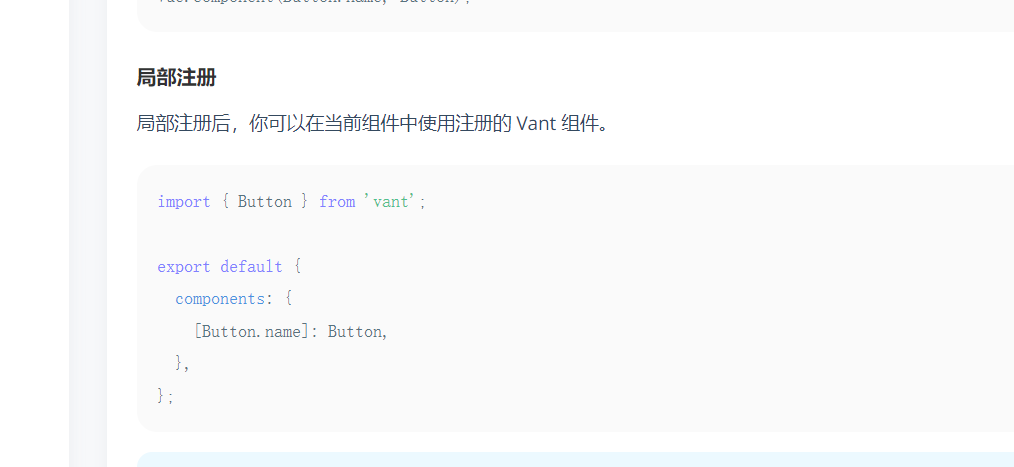 局部注册
局部注册后，你可以在当前组件中使用注册的 Vant 组件。
import { Button } from 'vant';
export default {
components: {
[Button.name]: Button,
},
};